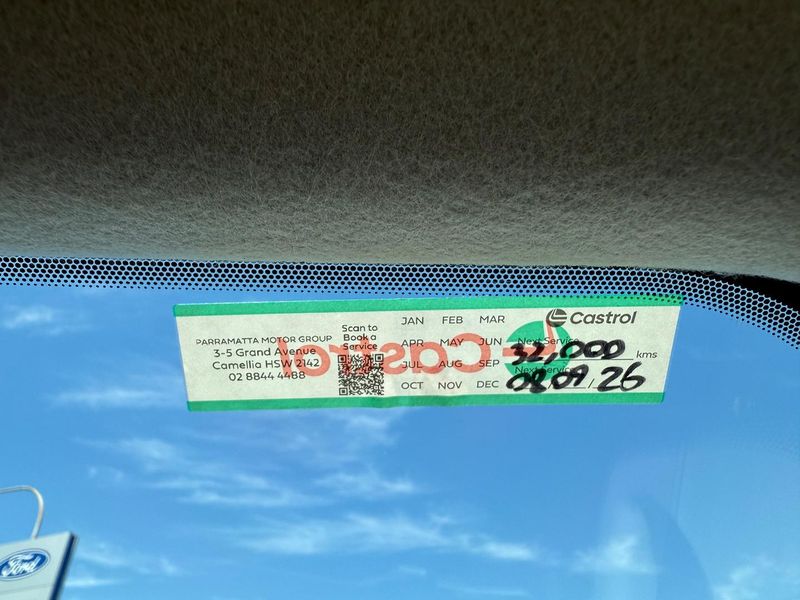 PARRAMATTA MOTOR GROUP
3-5 Grand Avenue
Camellia HSW 2142
02 8844 4488
Scan to
Book a
Service
JAN FEB MAR
APR MAY JUN
JUL AUG SEP
OCT NOV DEC
Castrol
Next Service
32,000 kms
Next Service
02.09/26
Castrol
Ford